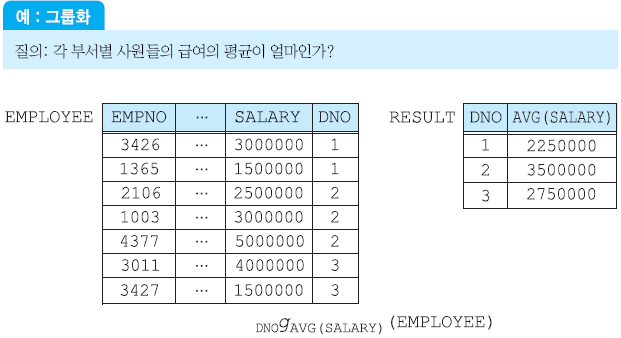 예 : 그룹화
질의: 각 부서별 사원들의 급여의 평균이 얼마인가?
EMPLOYEE EMPNO ... SALARY DNO RESULT DNO AVG(SALARY)
3426 ... 3000000 1 1 2250000
1365 ... 1500000 1 2 3500000
2106 ... 2500000 2 3 2750000
1003 ... 3000000 2
4377 ... 5000000 2
3011 ... 4000000 3
3427 ... 1500000 3
DNO g AVG(SALARY) (EMPLOYEE)